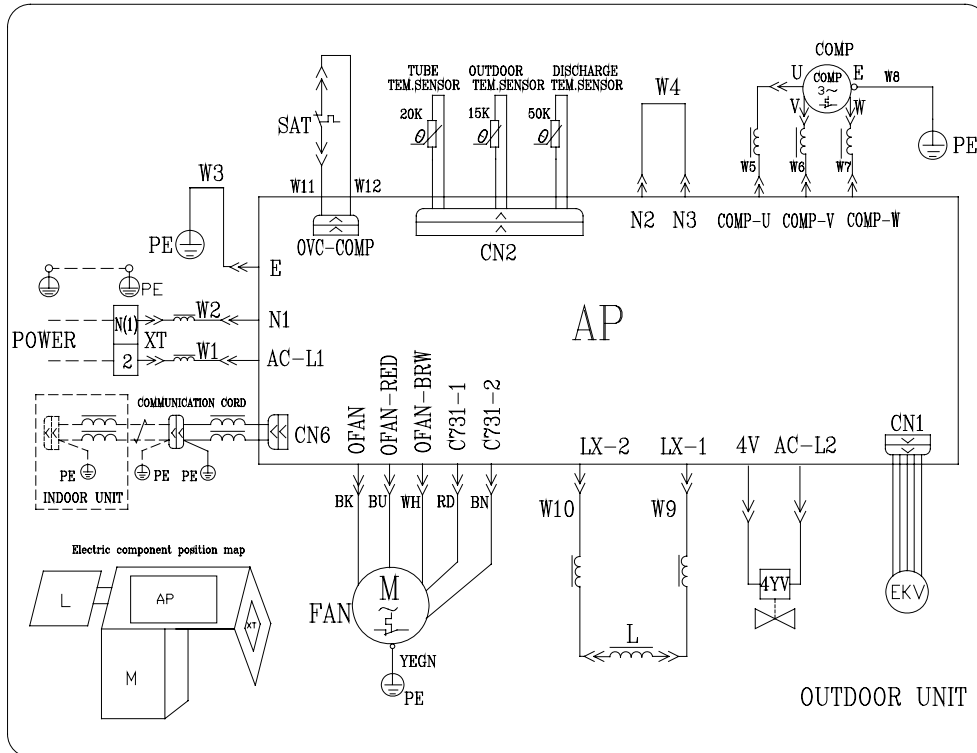 COMP
TUBE
TEM.SENSOR
OUTDOOR
TEM.SENSOR
DISCHARGE
TEM.SENSOR
U
COMP
3~
E
W8
W4
SAT
20K
15K
50K
θ
θ
θ
V
W
PE
W3
W11
W12
W5
W6
W7
PE
OVC-COMP
CN2
N2
N3
COMP-U
COMP-V
COMP-W
E
PE
W2
N1
N(1)
POWER
XT
AP
W1
2
AC-L1
COMMUNICATION CORD
CN6
PE
PE
PE
INDOOR UNIT
OFAN
OFAN-RED
OFAN-BRW
C731-1
C731-2
LX-2
LX-1
4V
AC-L2
CN1
BK
BU
WH
RD
BN
W10
W9
Electric component position map
L
AP
XT
M
FAN
M
~
YEGN
PE
L
4YV
EKV
OUTDOOR UNIT